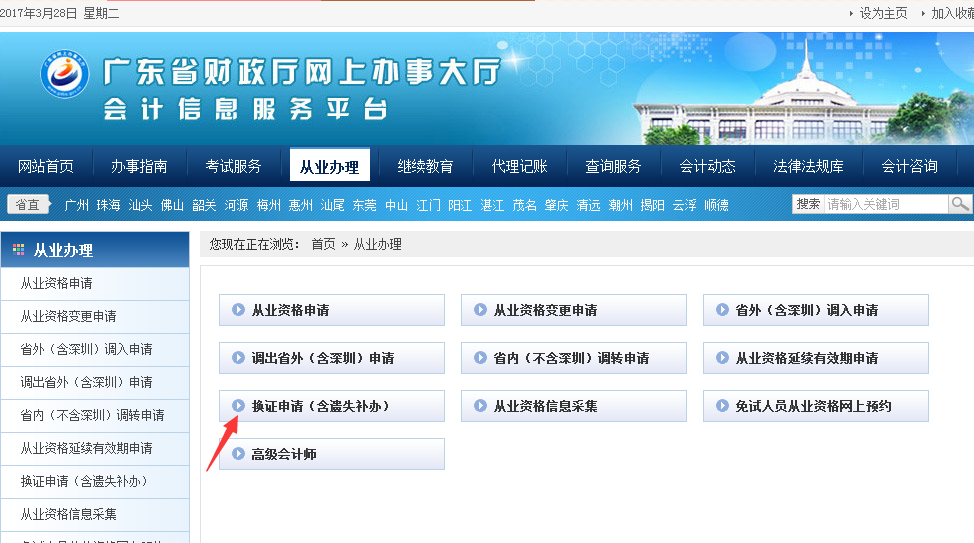 2017年3月28日 星期二
设为主页 加入收藏
广东省财政厅网上办事大厅
会计信息服务平台
网站首页 办事指南 考试服务 从业办理 继续教育 代理记账 查询服务 会计动态 法律法规库 会计咨询
省直 广州 珠海 汕头 佛山 韶关 河源 梅州 惠州 汕尾 东莞 中山 江门 阳江 湛江 茂名 肇庆 清远 潮州 揭阳 云浮 顺德 搜索 请输入关键词
从业办理
从业资格申请
从业资格变更申请
省外（含深圳）调入申请
调出省外（含深圳）申请
省内（不含深圳）调转申请
从业资格延续有效期申请
换证申请（含遗失补办）
从业资格信息采集
您现在正在浏览： 首页 » 从业办理
从业资格申请 从业资格变更申请 省外（含深圳）调入申请
调出省外（含深圳）申请 省内（不含深圳）调转申请 从业资格延续有效期申请
换证申请（含遗失补办） 从业资格信息采集 免试人员从业资格网上预约
高级会计师